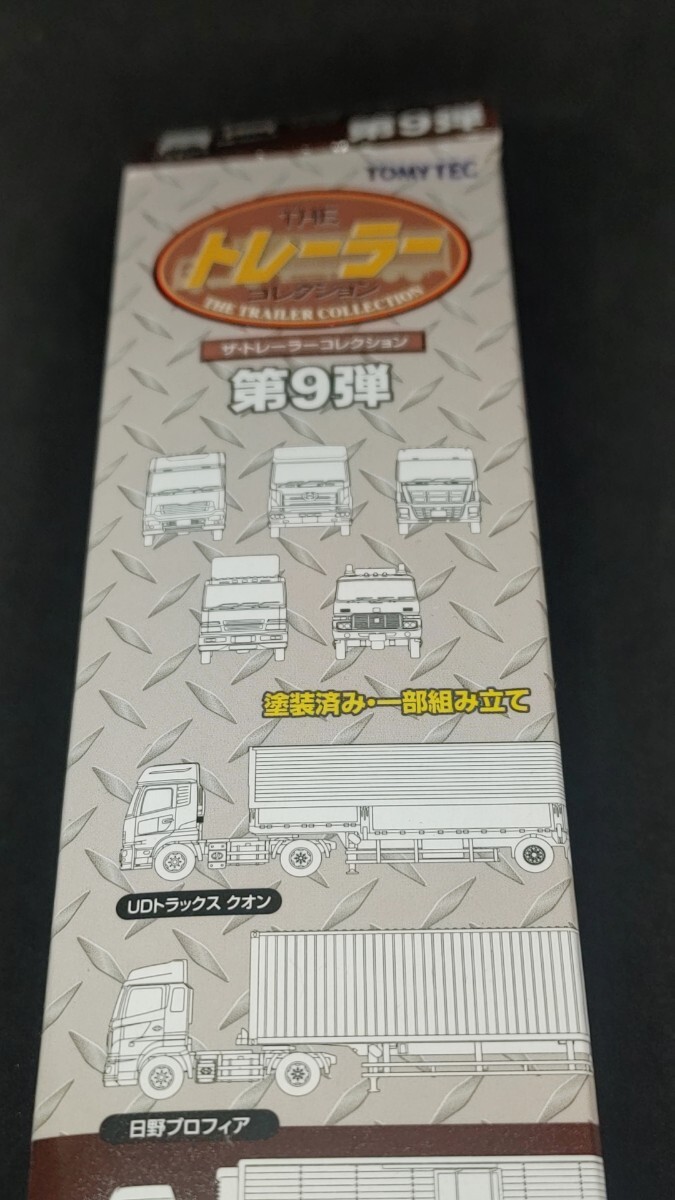 第9弾
TOMYTEC
THE
トレーラー
コレクション
THE TRAILER COLLECTION
ザ・トレーラーコレクション
第9弾
塗装済み・一部組み立て
UDトラックス クオン
日野プロフィア